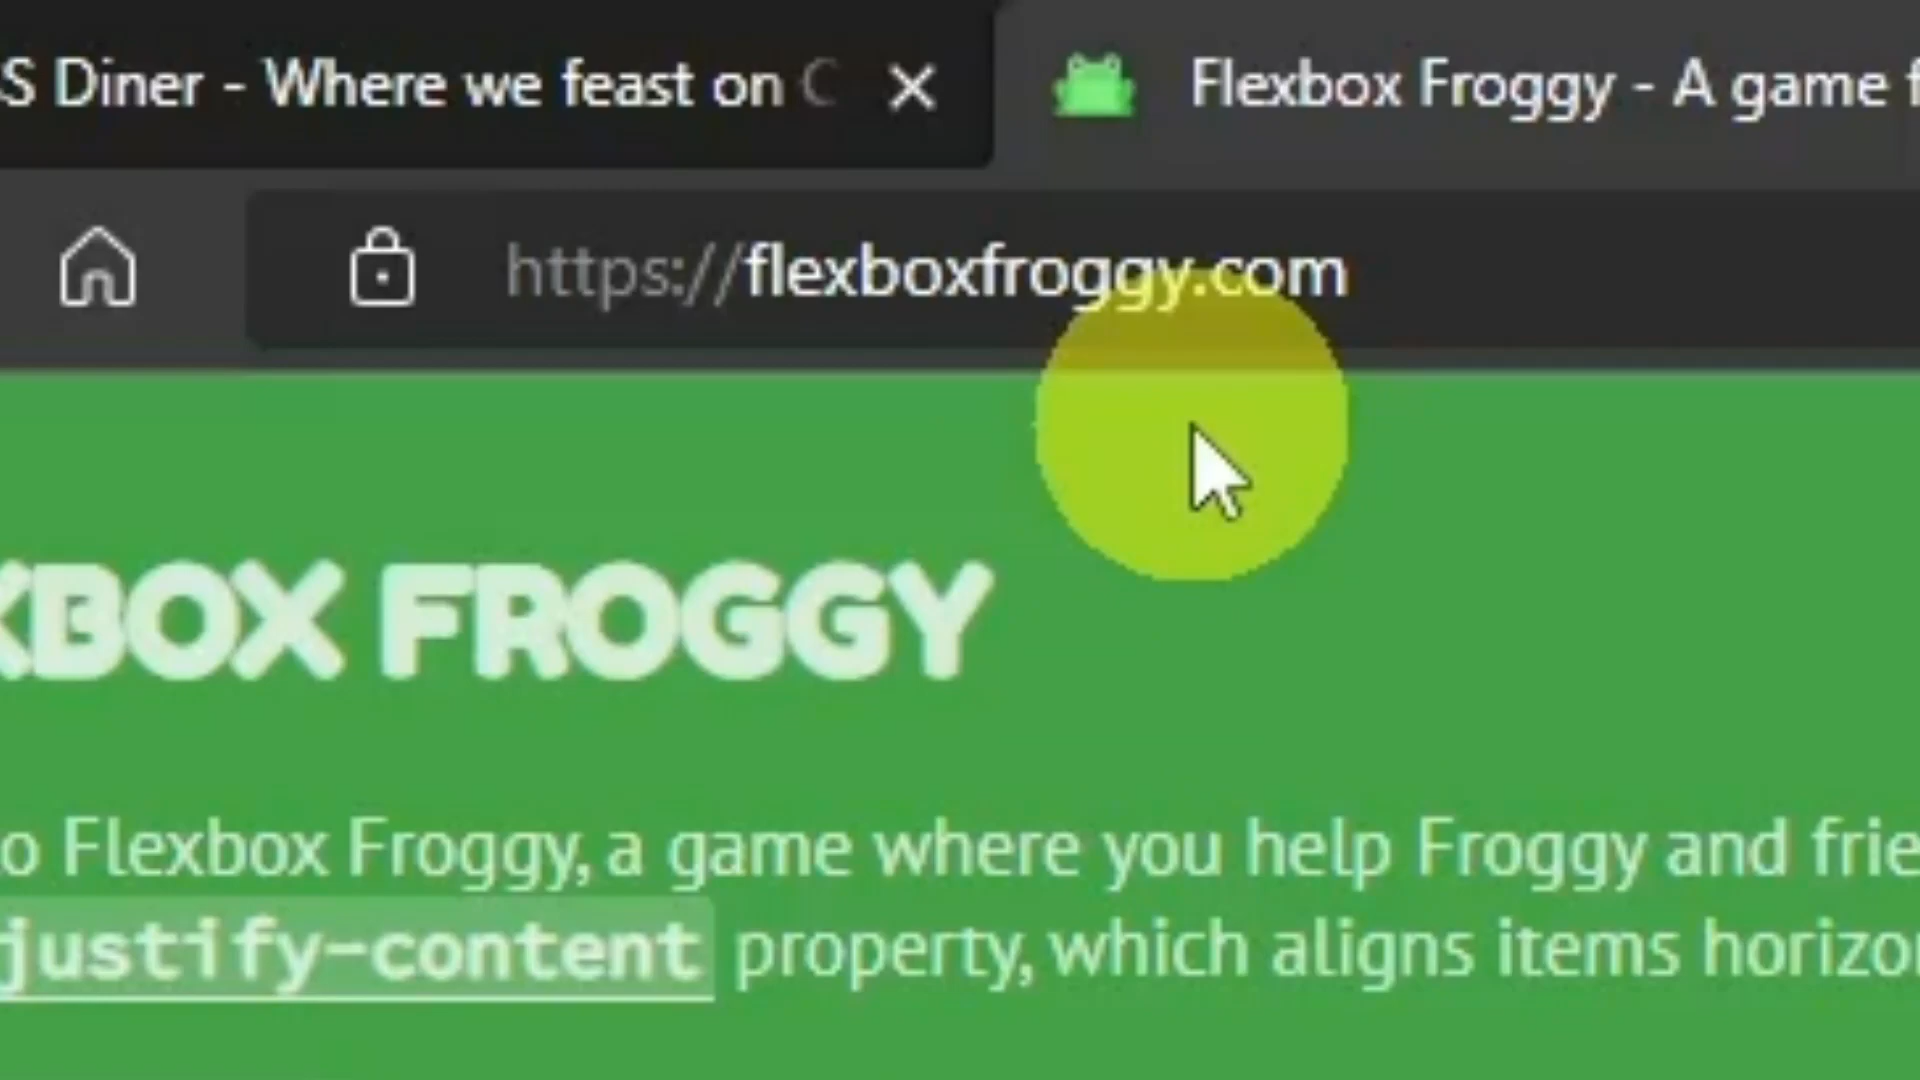 S Diner - Where we feast on C
Flexbox Froggy - A game f
https://flexboxfroggy.com
XBOX FROGGY
o Flexbox Froggy, a game where you help Froggy and frie
justify-content property, which aligns items horizon